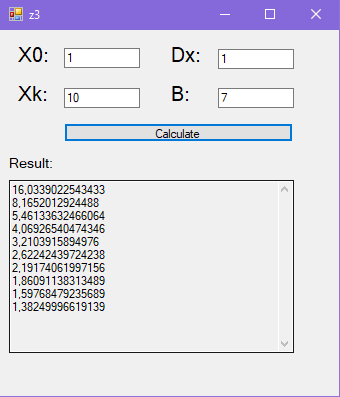 z3
X0: 1 Dx: 1
Xk: 10 B: 7
Calculate
Result:
16,0339022543433
8,1652012924488
5,46133632466064
4,06926540474346
3,2103915894976
2,62242439724238
2,19174061997156
1,86091138313489
1,59768479235689
1,38249996619139